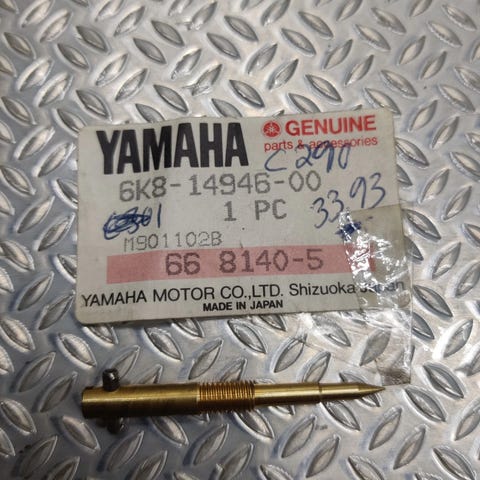 YAMAHA GENUINE
parts & accessories
C290
6K8-14946-00
1 PC 33.93
M901102B
66 8140-5
YAMAHA MOTOR CO.,LTD. Shizuoka Japan
MADE IN JAPAN